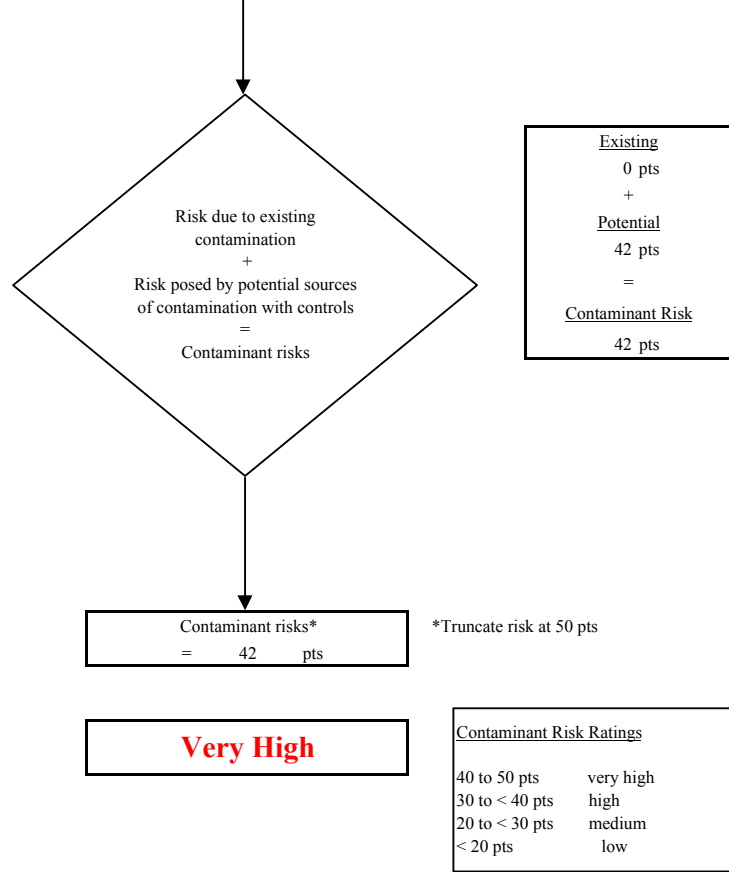 Risk due to existing
contamination
+
Risk posed by potential sources
of contamination with controls
=
Contaminant risks
Existing
0 pts
+
Potential
42 pts
=
Contaminant Risk
42 pts
Contaminant risks*
= 42 pts
*Truncate risk at 50 pts
Very High
Contaminant Risk Ratings
40 to 50 pts very high
30 to < 40 pts high
20 to < 30 pts medium
< 20 pts low